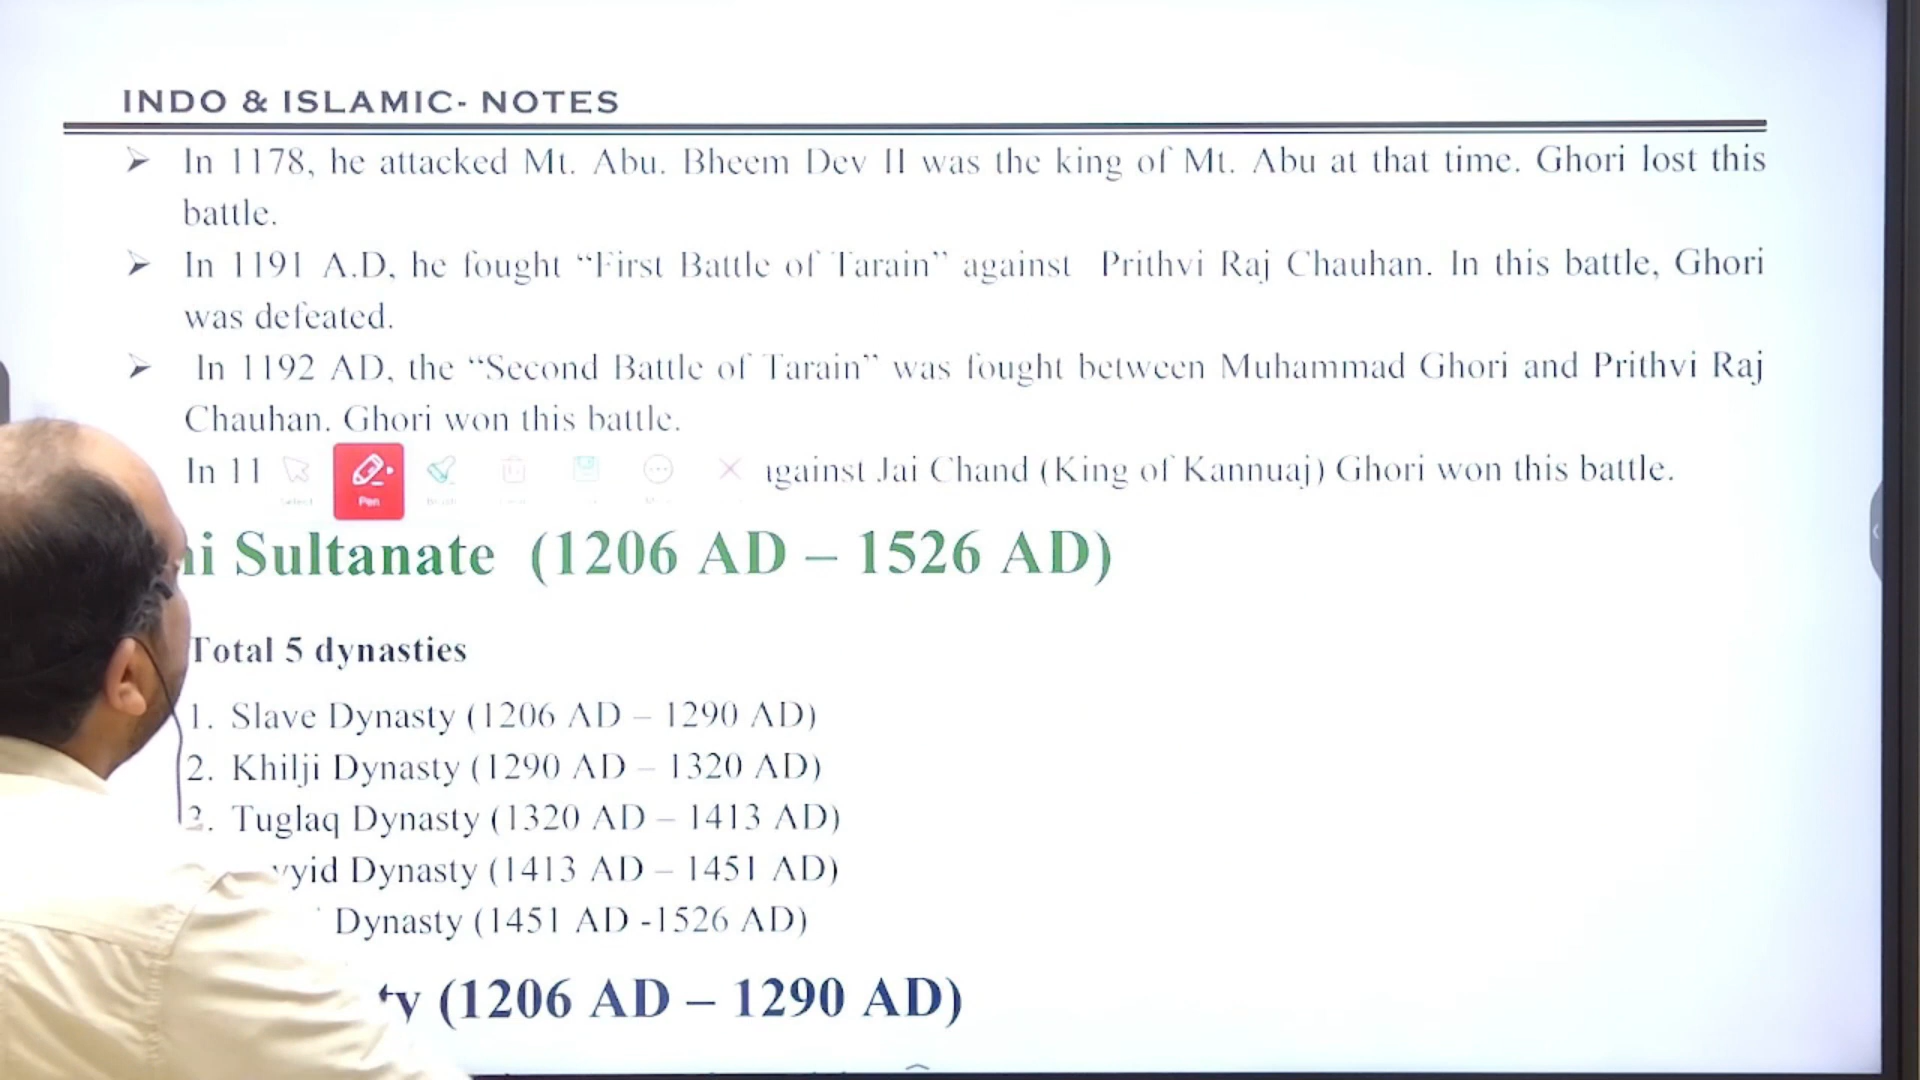 INDO & ISLAMIC- NOTES
➢ In 1178, he attacked Mt. Abu. Bheem Dev II was the king of Mt. Abu at that time. Ghori lost this
battle.
➢ In 1191 A.D, he fought “First Battle of Tarain” against Prithvi Raj Chauhan. In this battle, Ghori
was defeated.
➢ In 1192 AD, the “Second Battle of Tarain” was fought between Muhammad Ghori and Prithvi Raj
Chauhan. Ghori won this battle.
In 11 against Jai Chand (King of Kannuaj) Ghori won this battle.
Select Pen
Sultanate (1206 AD – 1526 AD)
Total 5 dynasties
1. Slave Dynasty (1206 AD – 1290 AD)
2. Khilji Dynasty (1290 AD – 1320 AD)
3. Tuglaq Dynasty (1320 AD – 1413 AD)
yid Dynasty (1413 AD – 1451 AD)
Dynasty (1451 AD -1526 AD)
(1206 AD – 1290 AD)